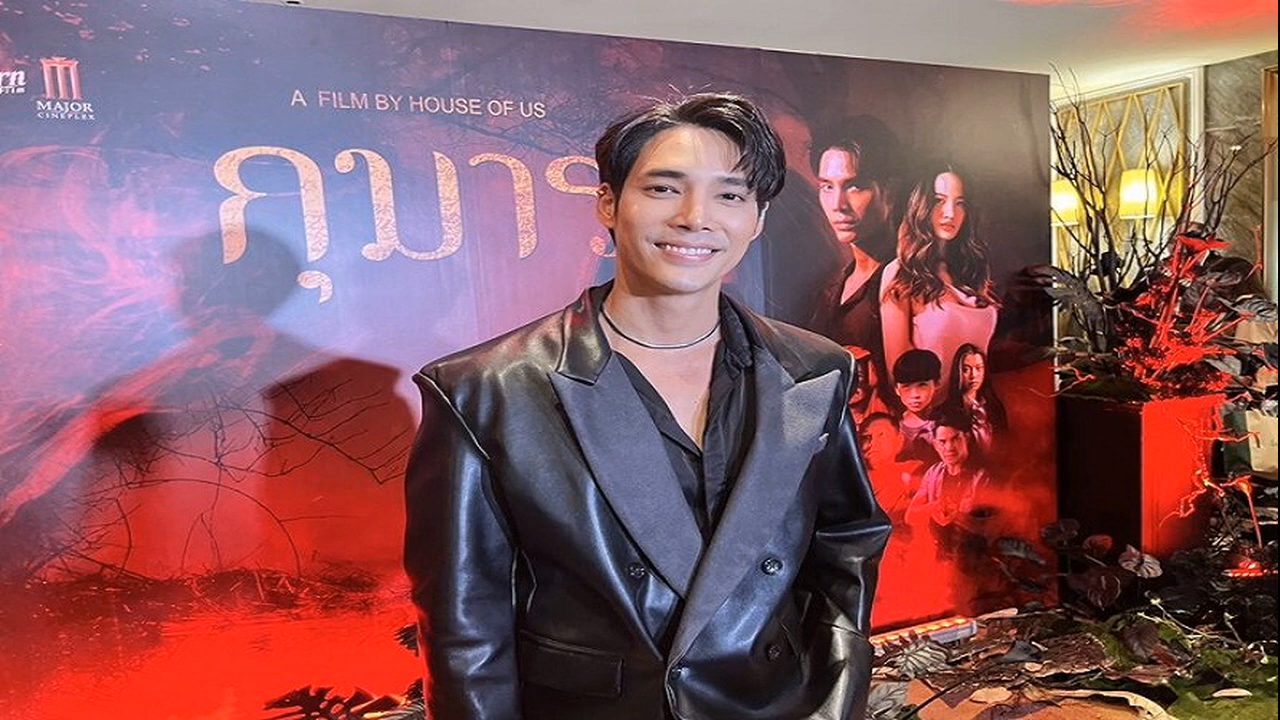 MAJOR
CINEPLEX
A FILM BY HOUSE OF US
กุมาร